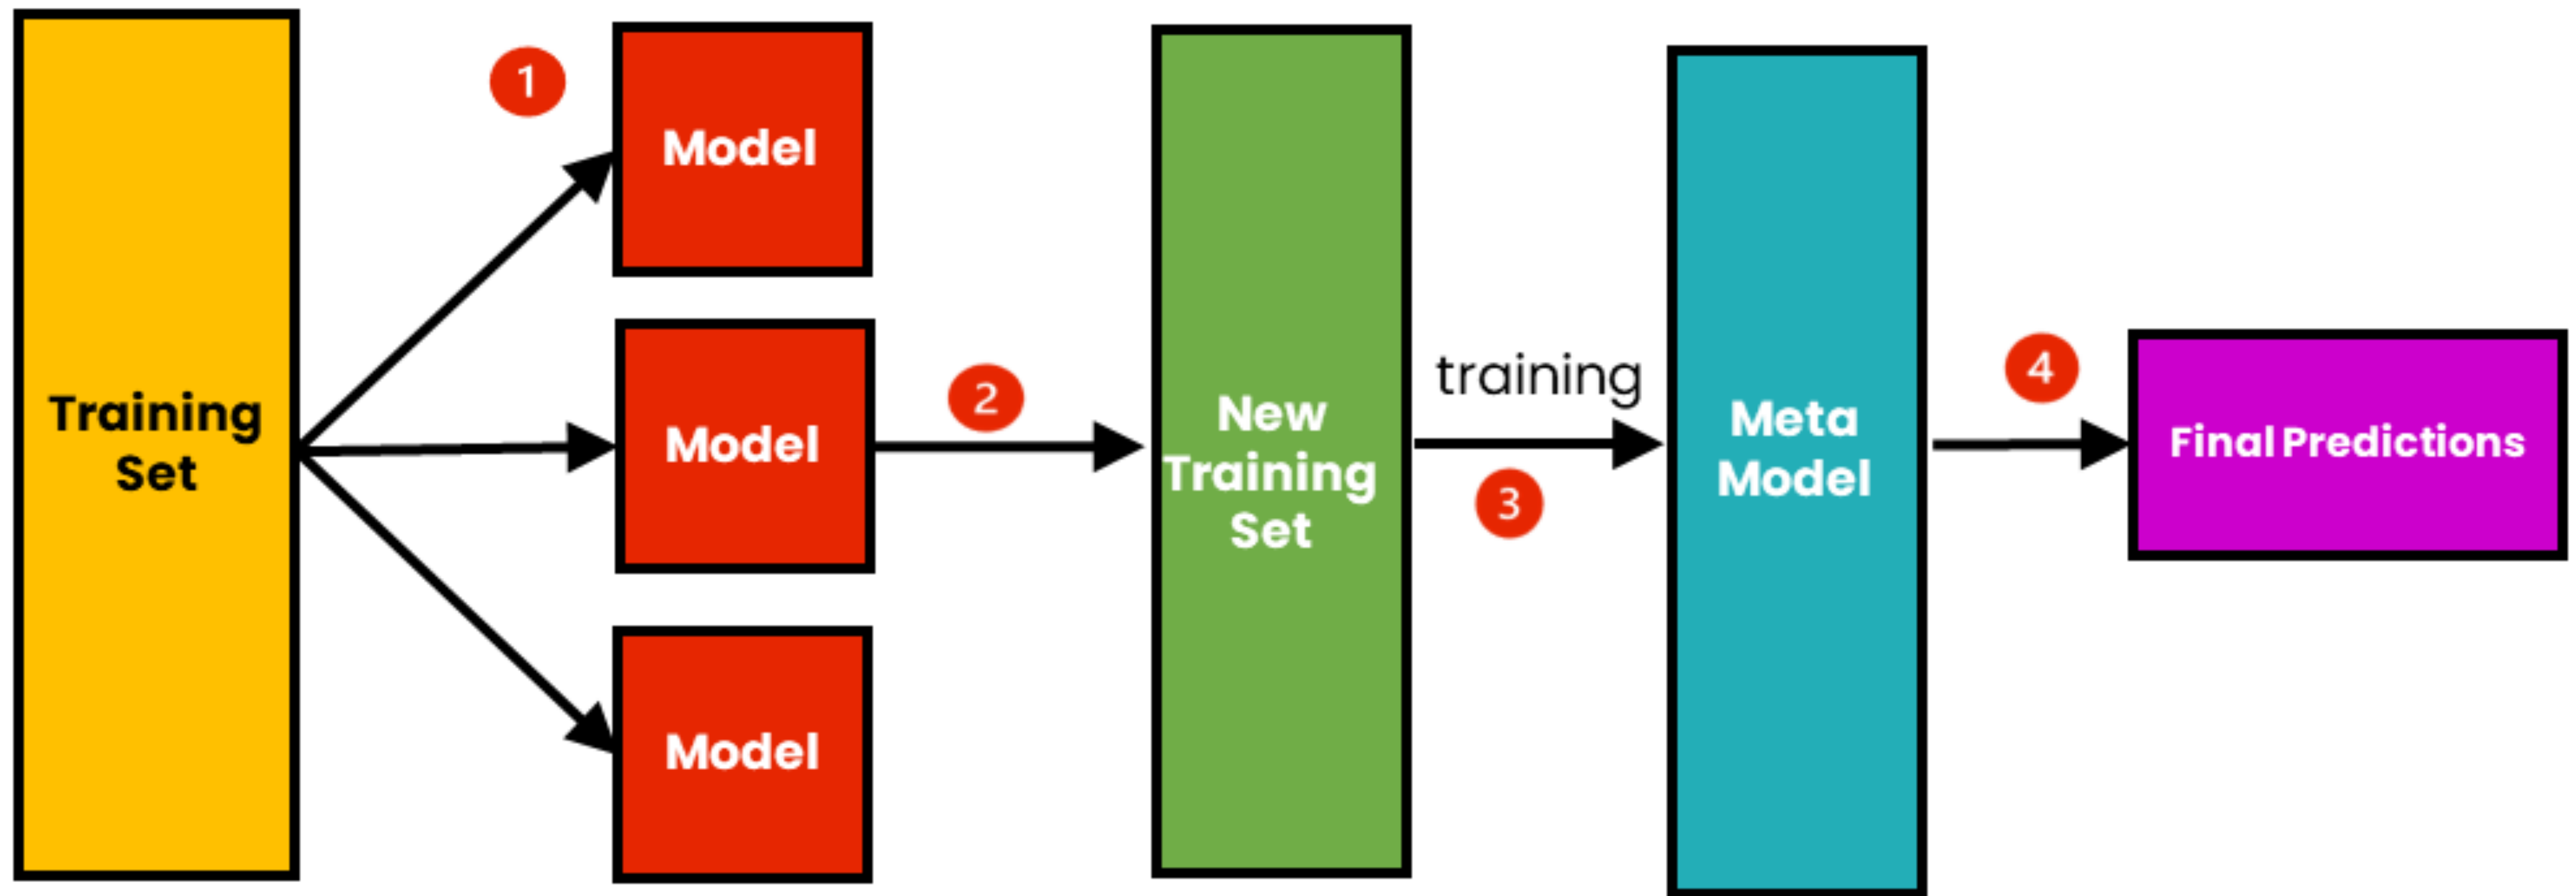 Training
Set
1
Model
Model
Model
2
New
Training
Set
training
3
Meta
Model
4
Final Predictions